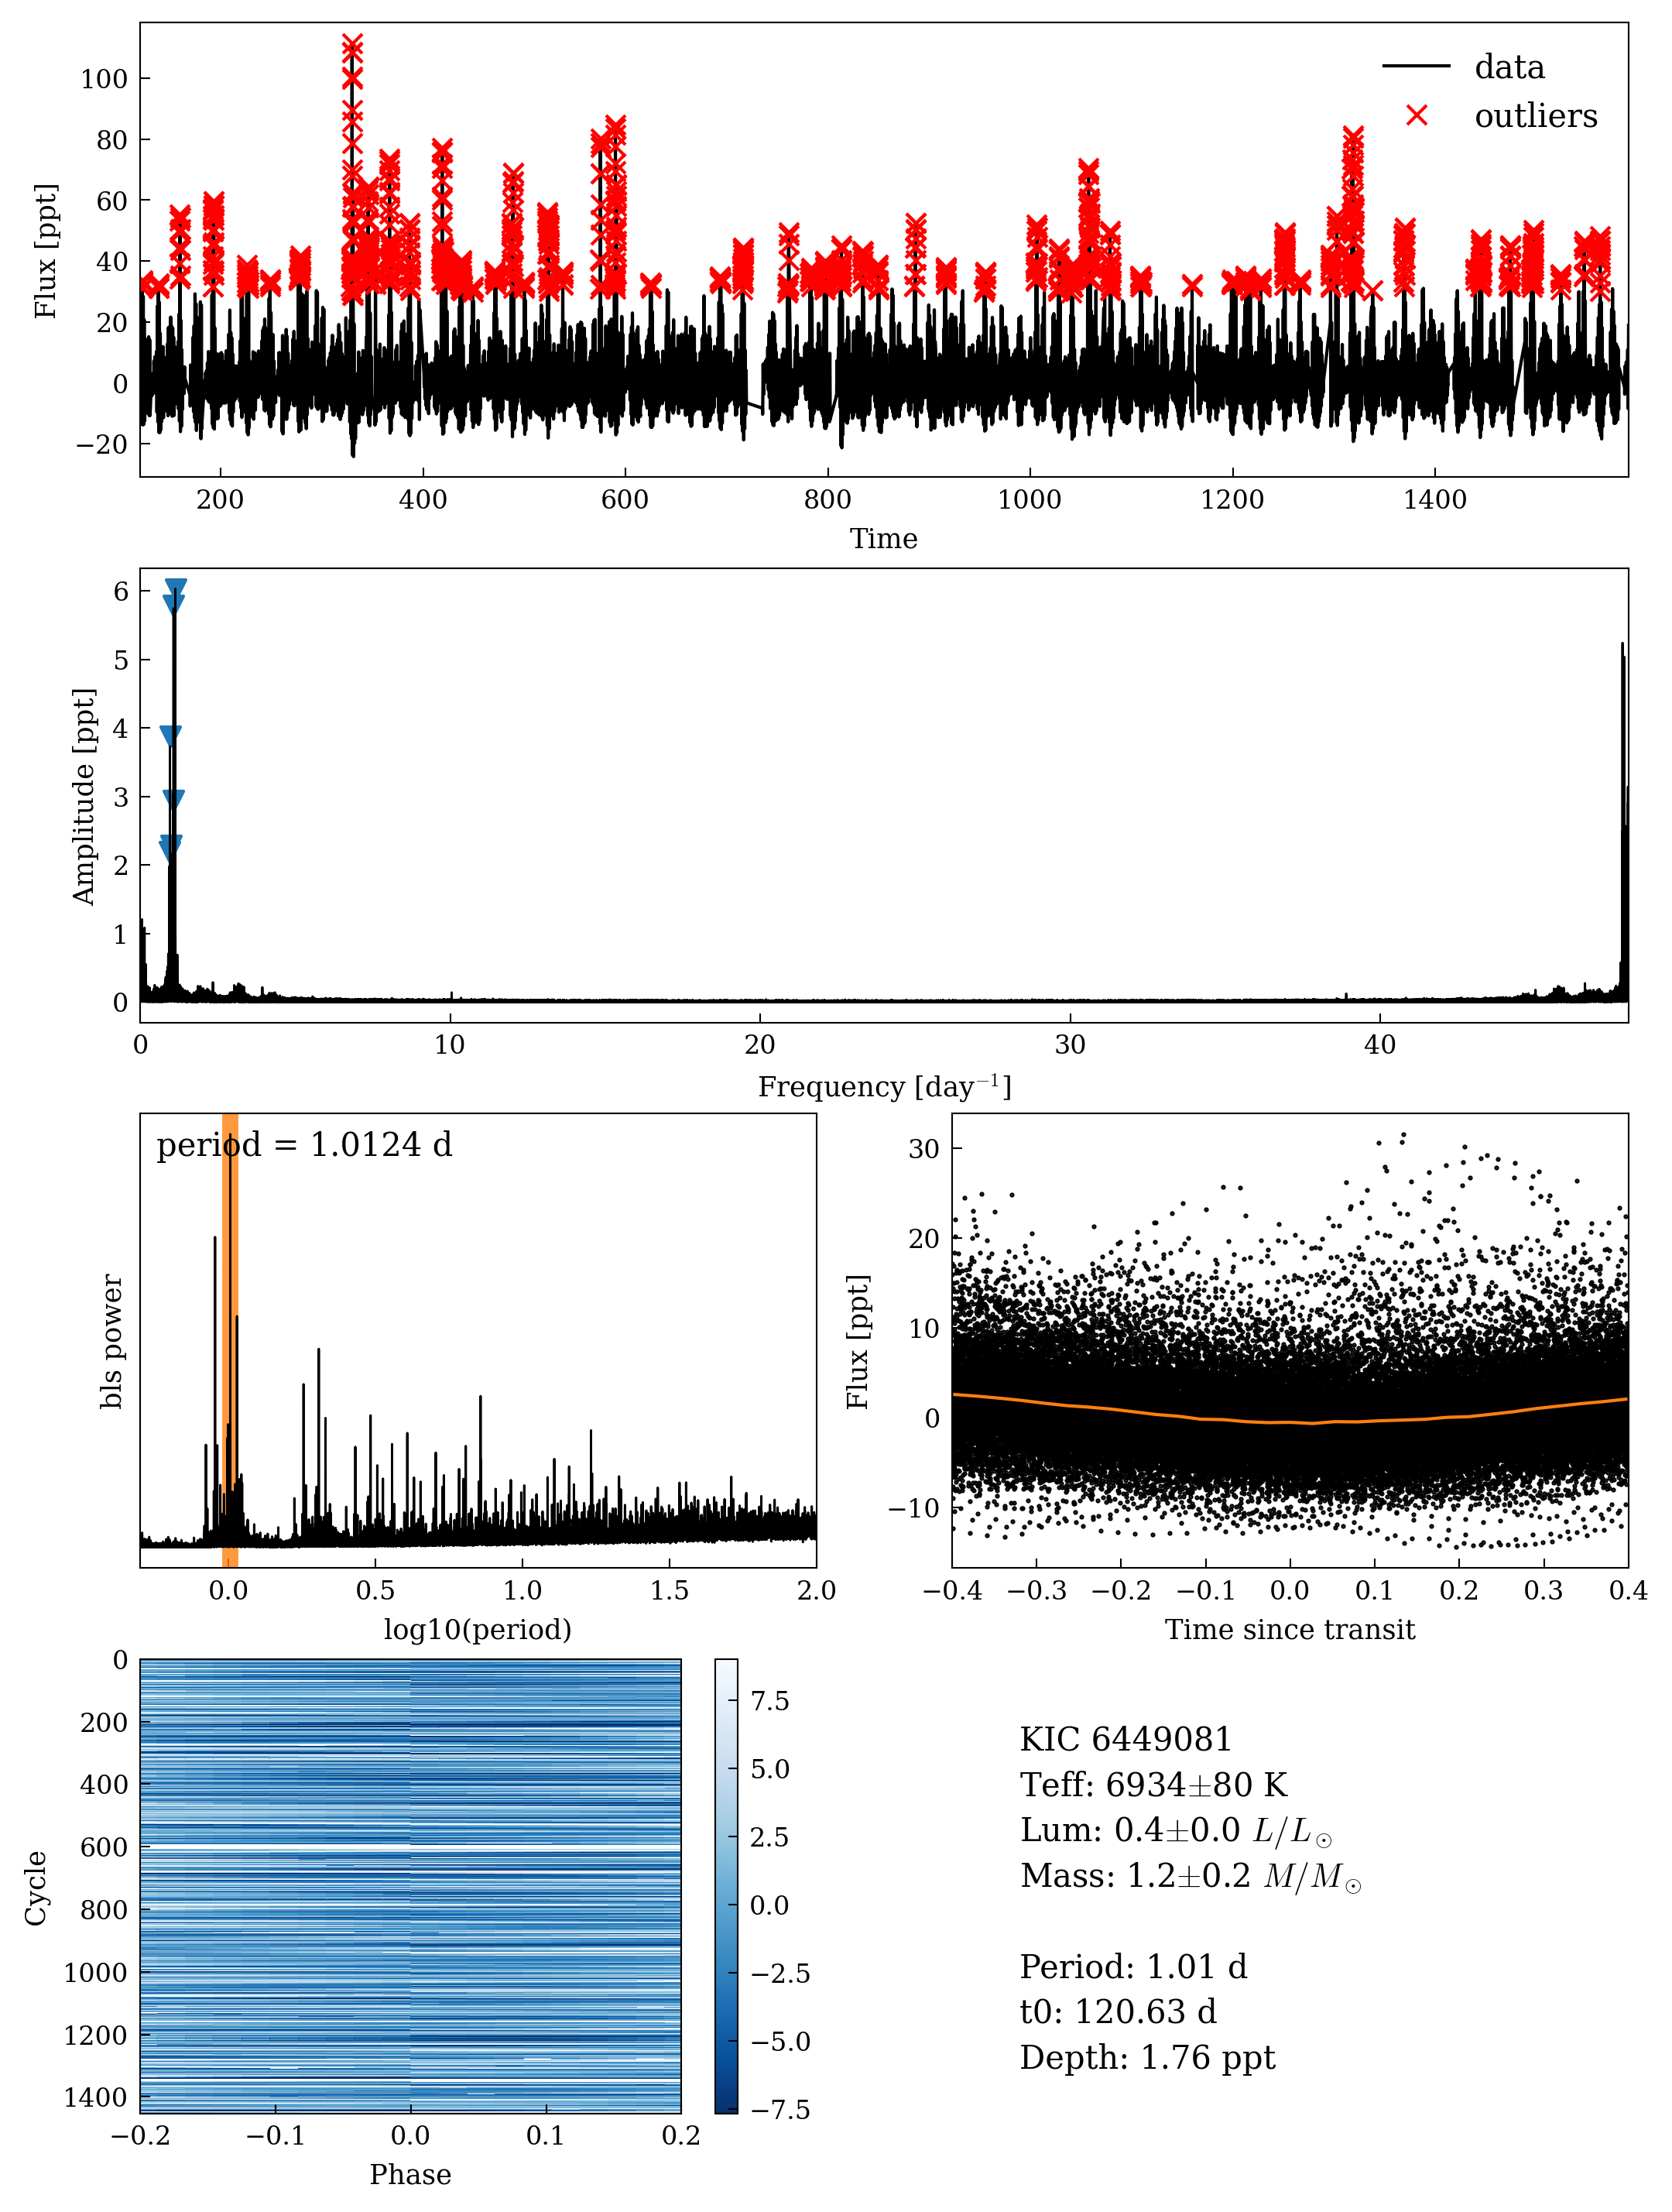 data
outliers
100
80
60
40
20
0
−20
Flux [ppt]
200 400 600 800 1000 1200 1400
Time
6
5
4
3
2
1
0
Amplitude [ppt]
0 10 20 30 40
Frequency [day⁻¹]
period = 1.0124 d
bls power
0.0 0.5 1.0 1.5 2.0
log10(period)
30
20
10
0
−10
Flux [ppt]
−0.4 −0.3 −0.2 −0.1 0.0 0.1 0.2 0.3 0.4
Time since transit
0
200
400
600
800
1000
1200
1400
Cycle
−0.2 −0.1 0.0 0.1 0.2
Phase
7.5
5.0
2.5
0.0
−2.5
−5.0
−7.5
KIC 6449081
Teff: 6934±80 K
Lum: 0.4±0.0 L/L☉
Mass: 1.2±0.2 M/M☉
Period: 1.01 d
t0: 120.63 d
Depth: 1.76 ppt